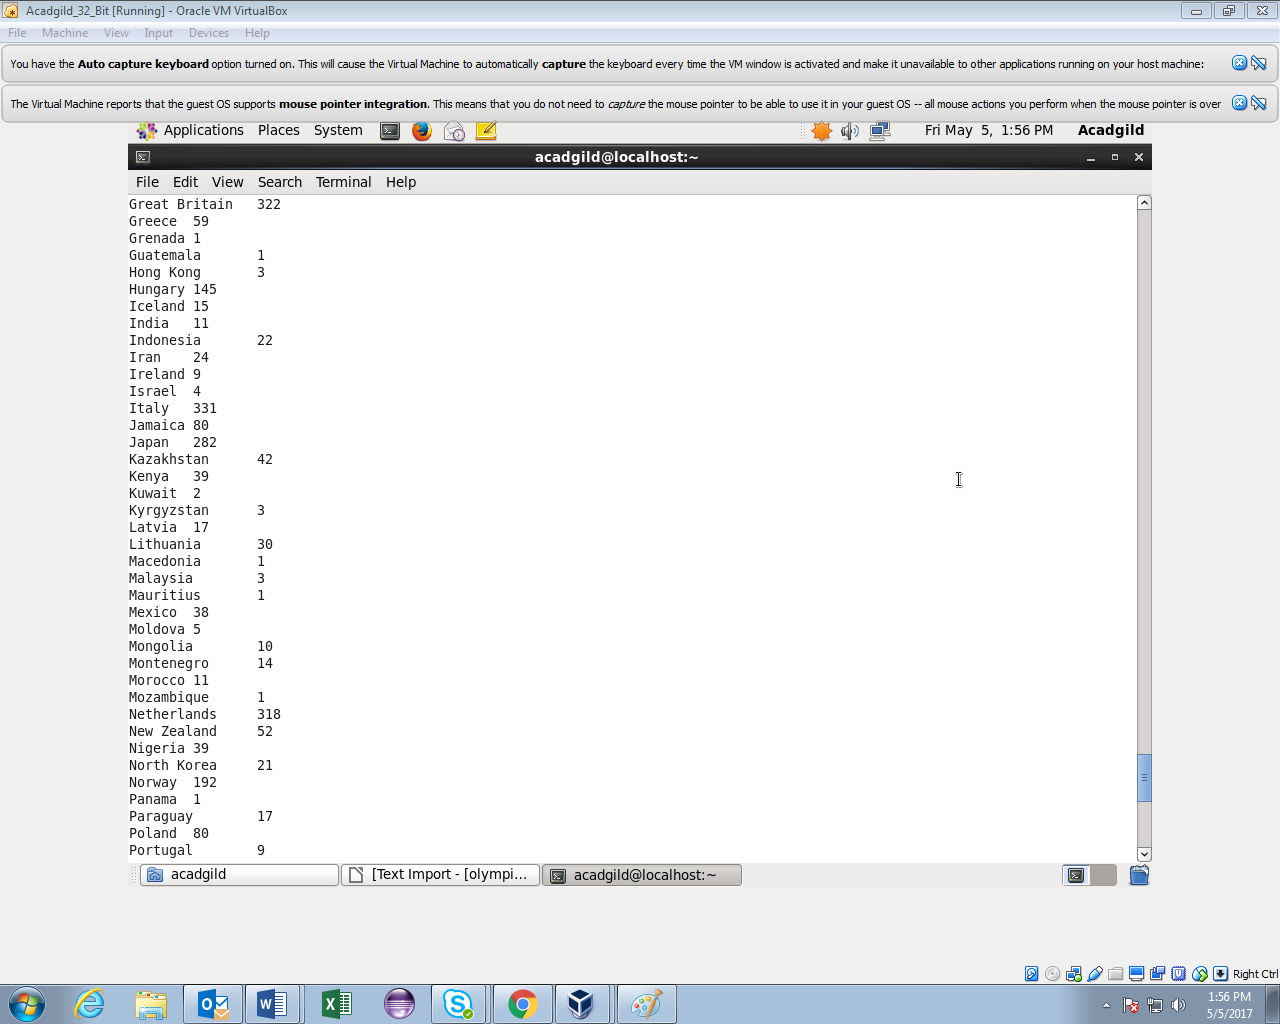 Acadgild_32_Bit [Running] - Oracle VM VirtualBox
File Machine View Input Devices Help
You have the Auto capture keyboard option turned on. This will cause the Virtual Machine to automatically capture the keyboard every time the VM window is activated and make it unavailable to other applications running on your host machine:
The Virtual Machine reports that the guest OS supports mouse pointer integration. This means that you do not need to capture the mouse pointer to be able to use it in your guest OS -- all mouse actions you perform when the mouse pointer is over
Applications Places System Fri May 5, 1:56 PM Acadgild
acadgild@localhost:~
File Edit View Search Terminal Help
Great Britain 322
Greece 59
Grenada 1
Guatemala 1
Hong Kong 3
Hungary 145
Iceland 15
India 11
Indonesia 22
Iran 24
Ireland 9
Israel 4
Italy 331
Jamaica 80
Japan 282
Kazakhstan 42
Kenya 39
Kuwait 2
Kyrgyzstan 3
Latvia 17
Lithuania 30
Macedonia 1
Malaysia 3
Mauritius 1
Mexico 38
Moldova 5
Mongolia 10
Montenegro 14
Morocco 11
Mozambique 1
Netherlands 318
New Zealand 52
Nigeria 39
North Korea 21
Norway 192
Panama 1
Paraguay 17
Poland 80
Portugal 9
acadgild [Text Import - [olympi... acadgild@localhost:~
Right Ctrl
1:56 PM
5/5/2017